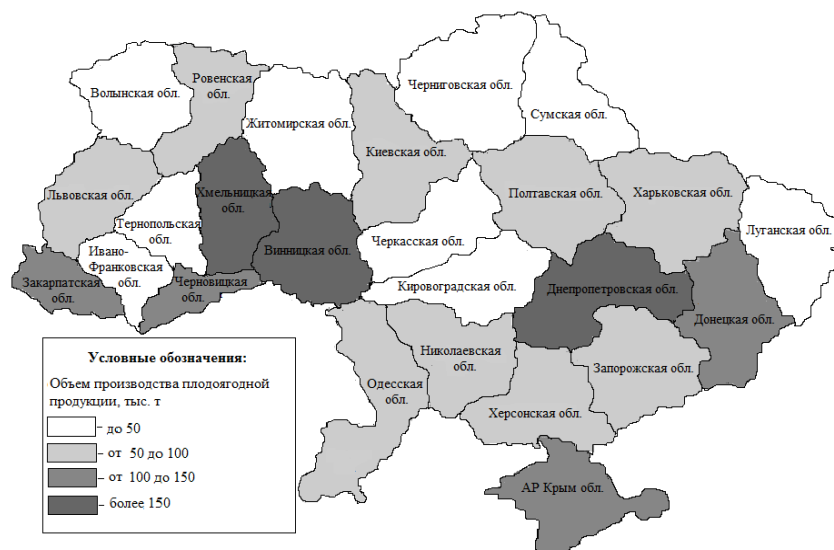 Волынская обл.
Ровенская
обл.
Житомирская обл.
Черниговская
обл.
Сумская
обл.
Киевская обл.
Львовская обл.
Хмельницкая
обл.
Тернопольская
обл.
Полтавская обл.
Харьковская обл.
Луганская обл.
Ивано-
Франковская
обл.
Винницкая обл.
Черкасская обл.
Закарпатская
обл.
Черновицкая
обл.
Кировоградская обл.
Днепропетровская обл.
Донецкая обл.
Николаевская
обл.
Запорожская обл.
Одесская
обл.
Херсонская обл.
АР Крым обл.
Условные обозначения:
Объем производства плодоягодной
продукции, тыс. т
- до 50
- от 50 до 100
- от 100 до 150
- более 150